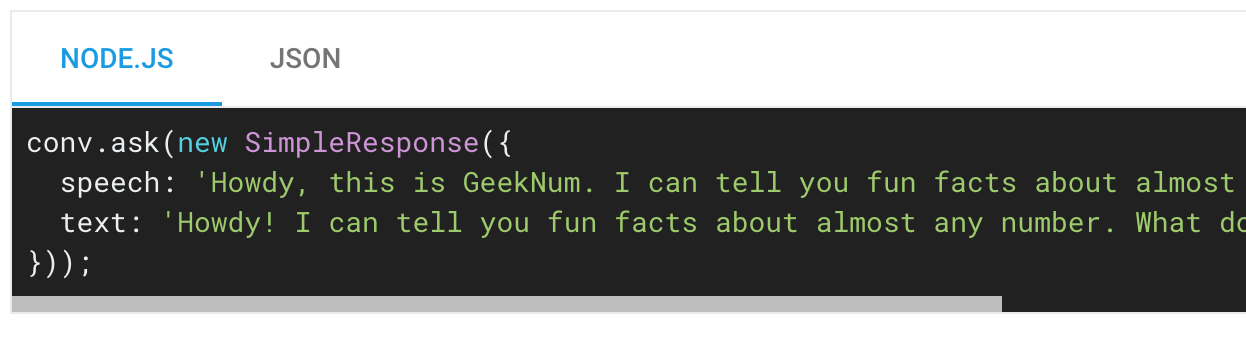 NODE.JS JSON
conv.ask(new SimpleResponse({
  speech: 'Howdy, this is GeekNum. I can tell you fun facts about almost
  text: 'Howdy! I can tell you fun facts about almost any number. What do
}));